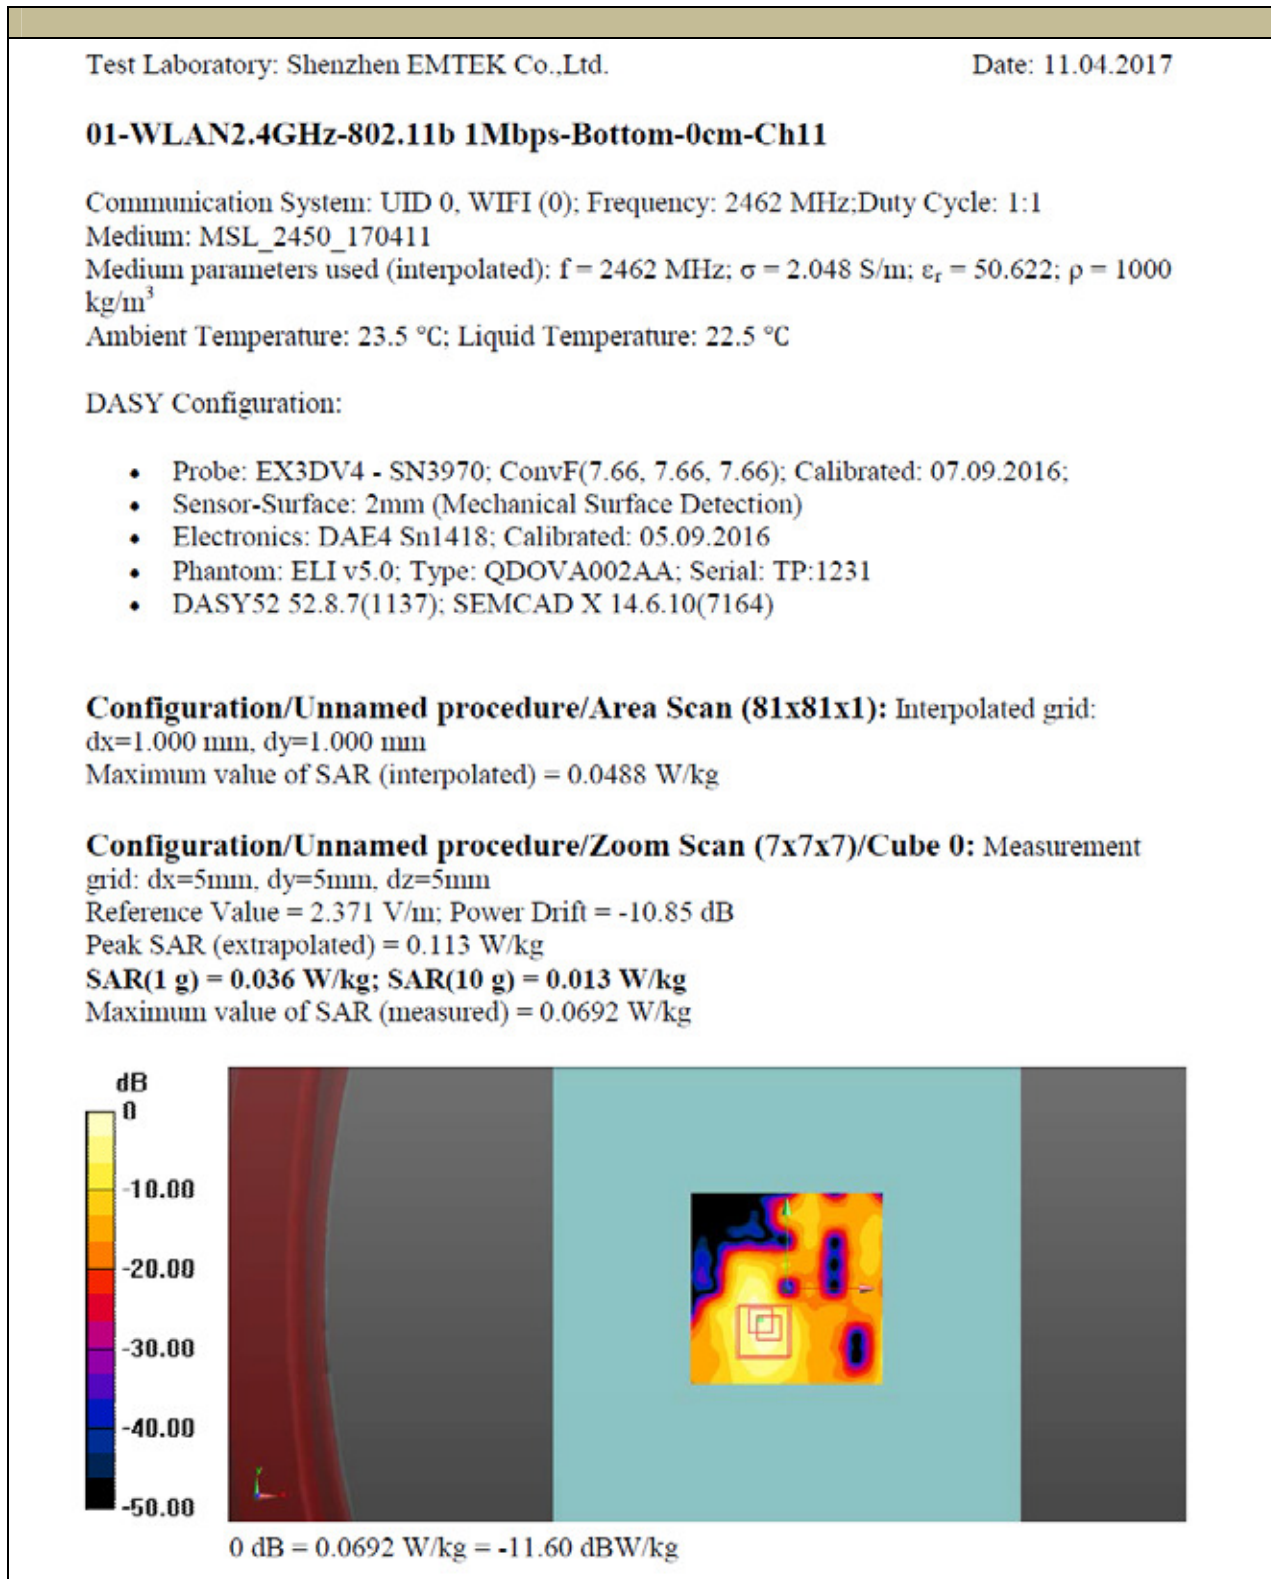 Test Laboratory: Shenzhen EMTEK Co.,Ltd. Date: 11.04.2017
01-WLAN2.4GHz-802.11b 1Mbps-Bottom-0cm-Ch11
Communication System: UID 0, WIFI (0); Frequency: 2462 MHz;Duty Cycle: 1:1
Medium: MSL_2450_170411
Medium parameters used (interpolated): f = 2462 MHz; σ = 2.048 S/m; εr = 50.622; ρ = 1000
kg/m³
Ambient Temperature: 23.5 °C; Liquid Temperature: 22.5 °C
DASY Configuration:
• Probe: EX3DV4 - SN3970; ConvF(7.66, 7.66, 7.66); Calibrated: 07.09.2016;
• Sensor-Surface: 2mm (Mechanical Surface Detection)
• Electronics: DAE4 Sn1418; Calibrated: 05.09.2016
• Phantom: ELI v5.0; Type: QDOVA002AA; Serial: TP:1231
• DASY52 52.8.7(1137); SEMCAD X 14.6.10(7164)
Configuration/Unnamed procedure/Area Scan (81x81x1): Interpolated grid:
dx=1.000 mm, dy=1.000 mm
Maximum value of SAR (interpolated) = 0.0488 W/kg
Configuration/Unnamed procedure/Zoom Scan (7x7x7)/Cube 0: Measurement
grid: dx=5mm, dy=5mm, dz=5mm
Reference Value = 2.371 V/m; Power Drift = -10.85 dB
Peak SAR (extrapolated) = 0.113 W/kg
SAR(1 g) = 0.036 W/kg; SAR(10 g) = 0.013 W/kg
Maximum value of SAR (measured) = 0.0692 W/kg
dB
0
-10.00
-20.00
-30.00
-40.00
-50.00
0 dB = 0.0692 W/kg = -11.60 dBW/kg